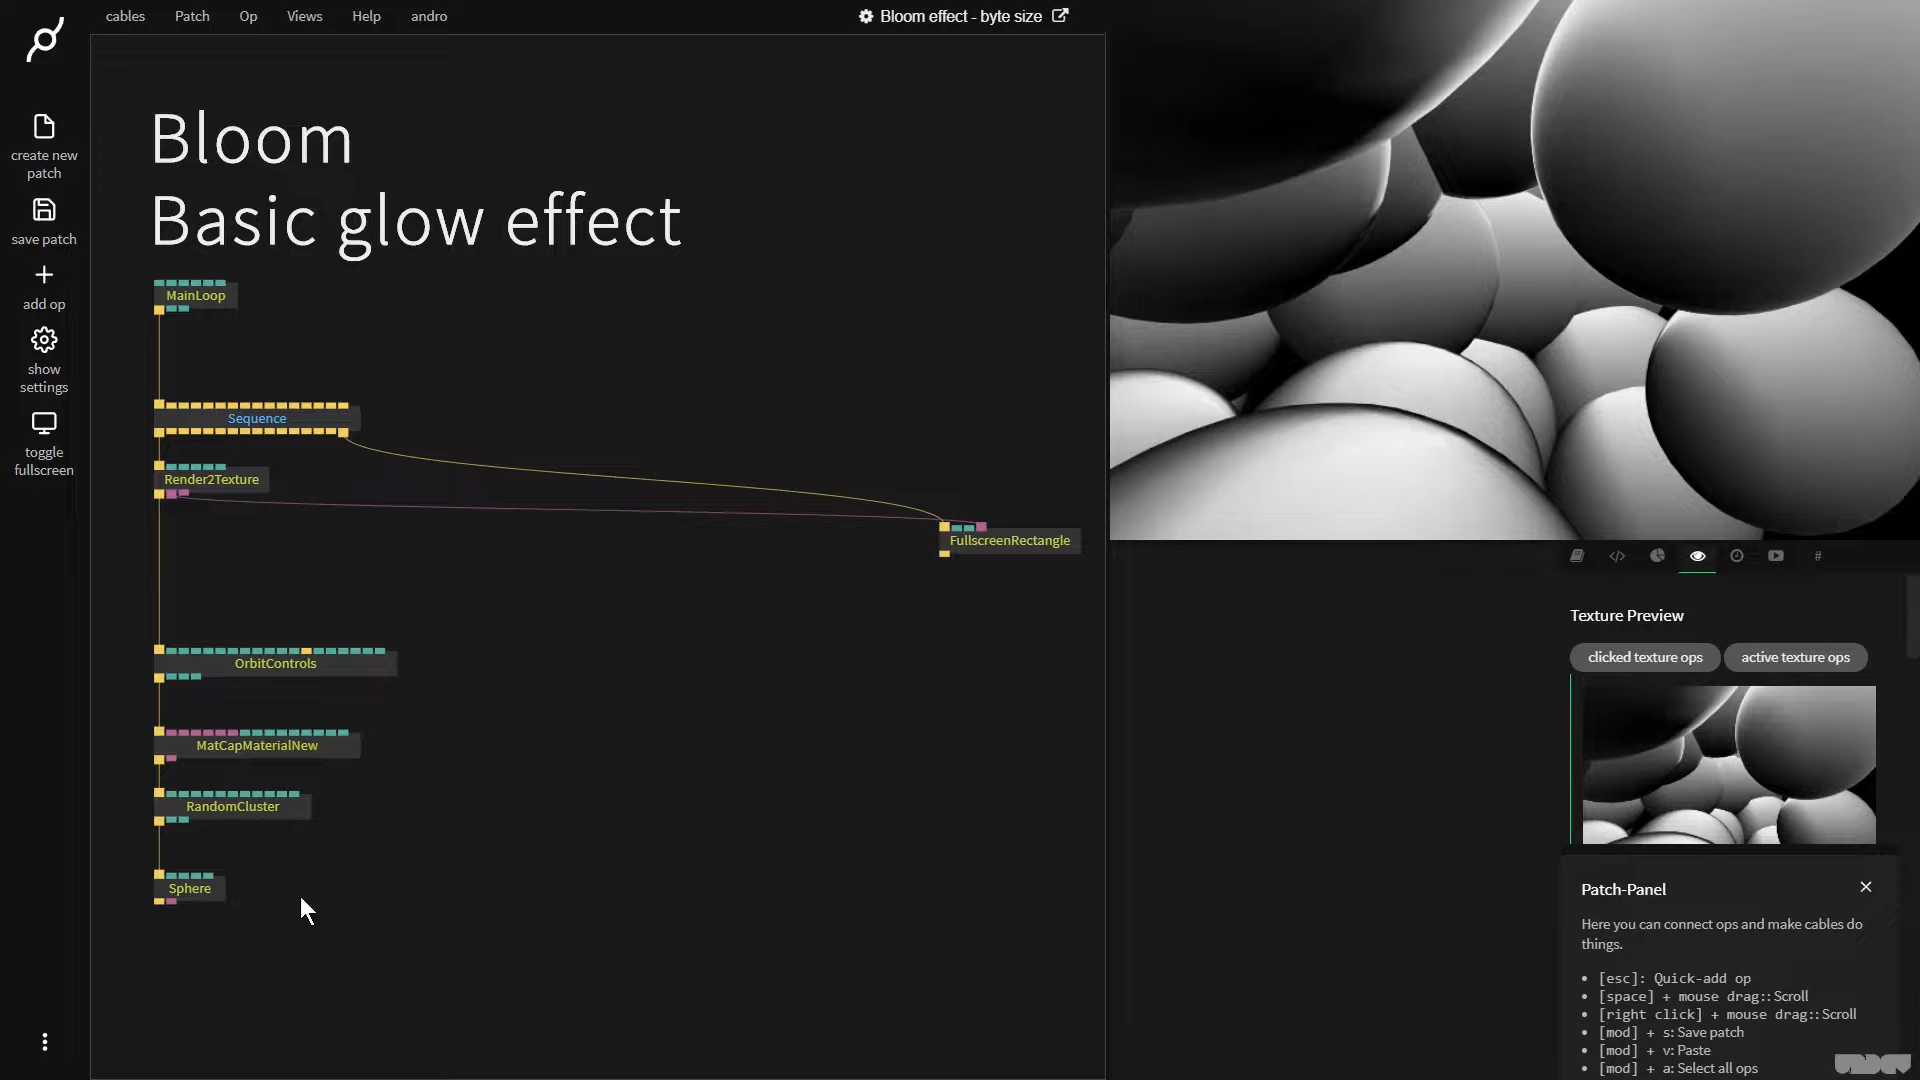 cables Patch Op Views Help andro Bloom effect - byte size
create new
patch
save patch
add op
show
settings
toggle
fullscreen
Bloom
Basic glow effect
MainLoop
Sequence
Render2Texture
FullscreenRectangle
OrbitControls
MatCapMaterialNew
RandomCluster
Sphere
</> #
Texture Preview
clicked texture ops active texture ops
Patch-Panel
Here you can connect ops and make cables do
things.
• [esc]: Quick-add op
• [space] + mouse drag::Scroll
• [right click] + mouse drag::Scroll
• [mod] + s: Save patch
• [mod] + v: Paste
• [mod] + a: Select all ops